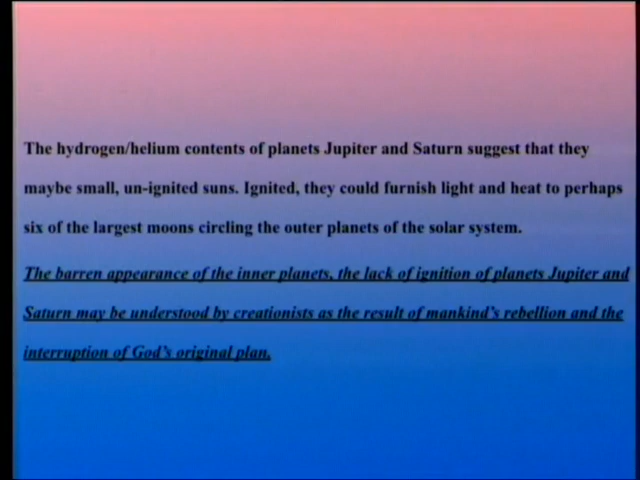 The hydrogen/helium contents of planets Jupiter and Saturn suggest that they
maybe small, un-ignited suns. Ignited, they could furnish light and heat to perhaps
six of the largest moons circling the outer planets of the solar system.
The barren appearance of the inner planets, the lack of ignition of planets Jupiter and
Saturn may be understood by creationists as the result of mankind's rebellion and the
interruption of God's original plan.